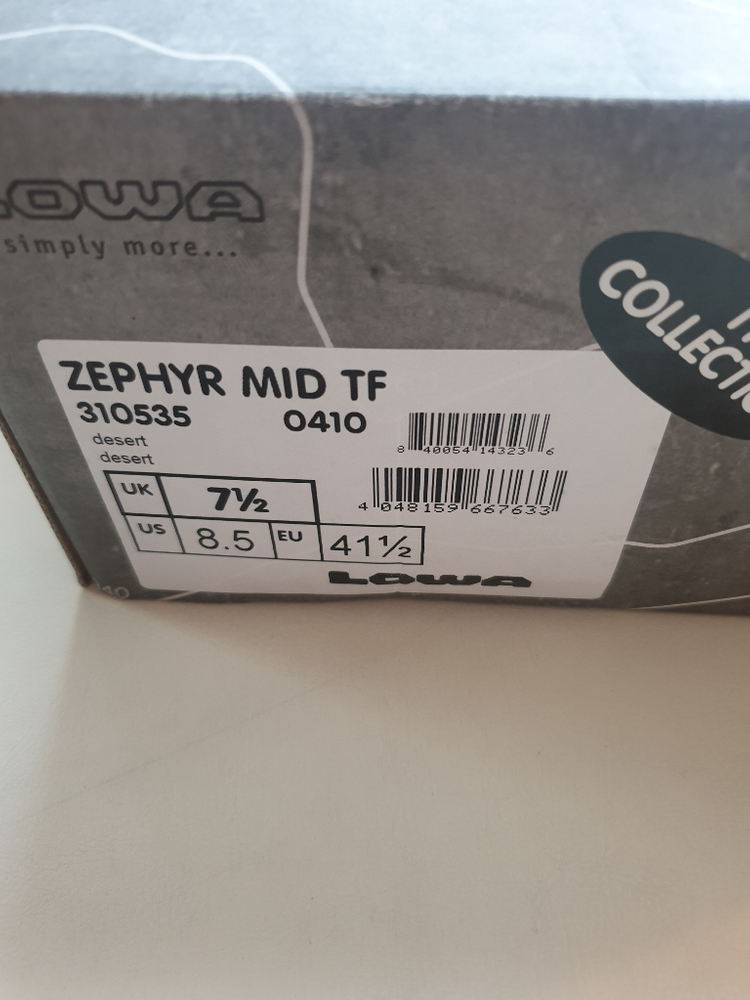 LOWA
simply more...
COLLECTI
ZEPHYR MID TF
310535 0410
desert
desert
8 40054 14323 6
UK 7½
4 048159 667633
US 8.5 EU 41½
LOWA